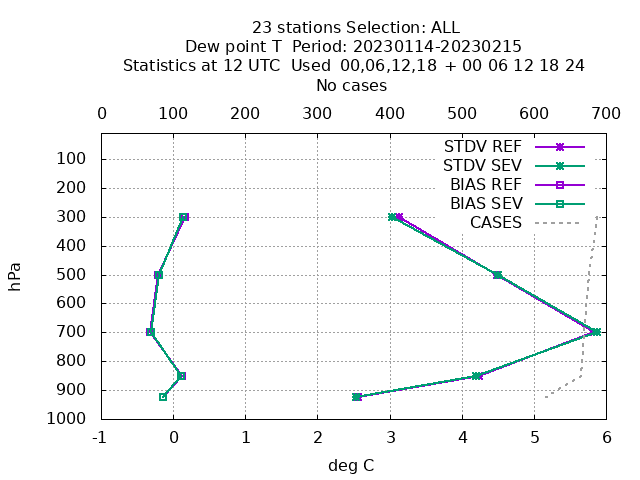 23 stations Selection: ALL
Dew point T  Period: 20230114-20230215
Statistics at 12 UTC  Used 00,06,12,18 + 00 06 12 18 24
No cases
0 100 200 300 400 500 600 700
STDV REF
STDV SEV
BIAS REF
BIAS SEV
CASES
100
200
300
400
500
600
700
800
900
1000
hPa
-1 0 1 2 3 4 5 6
deg C